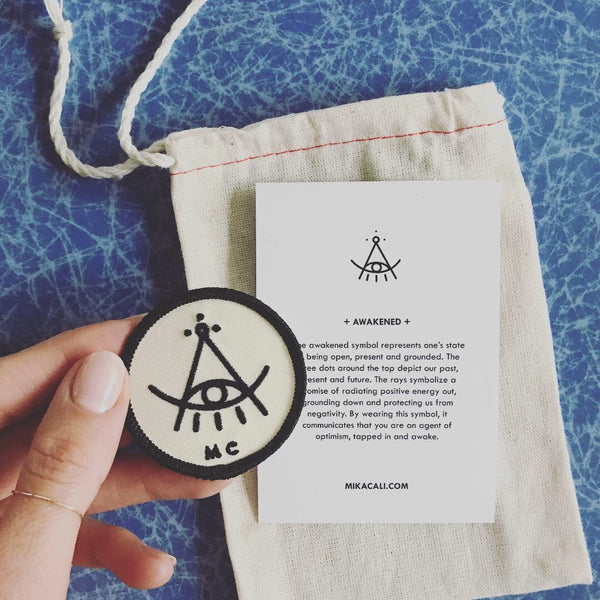 + AWAKENED +
e awakened symbol represents one's state
being open, present and grounded. The
ee dots around the top depict our past,
esent and future. The rays symbolize a
omise of radiating positive energy out,
grounding down and protecting us from
negativity. By wearing this symbol, it
communicates that you are an agent of
optimism, tapped in and awake.
MIKACALI.COM
MC